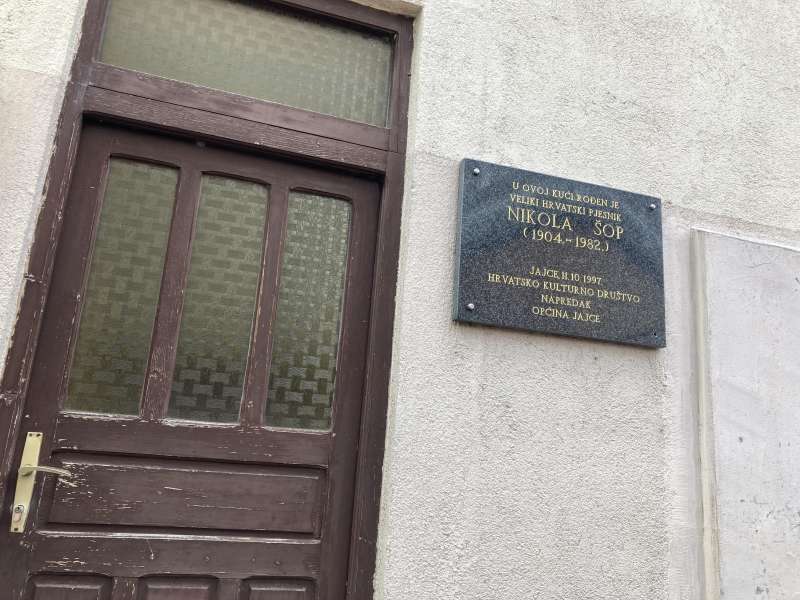 U OVOJ KUĆI ROĐEN JE
VELIKI HRVATSKI PJESNIK
NIKOLA ŠOP
(1904.-1982.)
JAJCE, 11.10.1997.
HRVATSKO KULTURNO DRUŠTVO
NAPREDAK
OPĆINA JAJCE